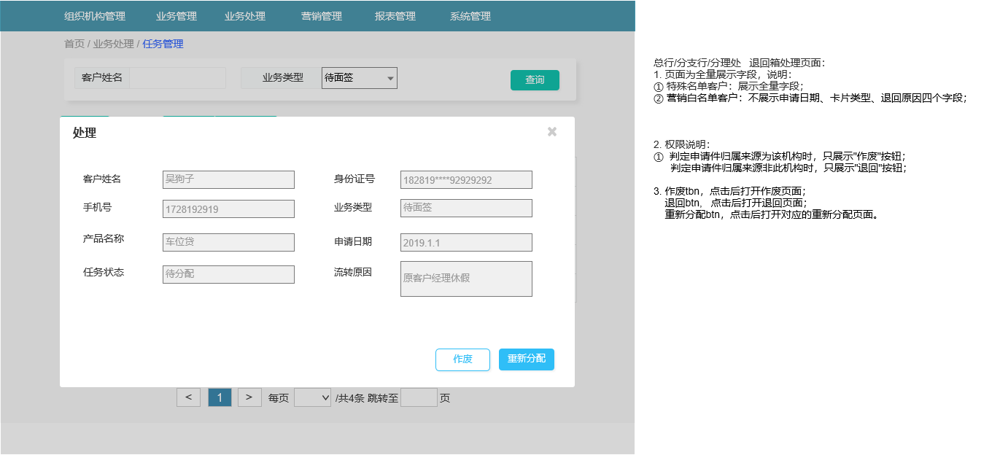 组织机构管理 业务管理 业务处理 营销管理 报表管理 系统管理
首页 / 业务处理 / 任务管理
客户姓名 业务类型 待面签 查询
处理 ×
客户姓名 吴狗子 身份证号 182819****92929292
手机号 1728192919 业务类型 待面签
产品名称 车位贷 申请日期 2019.1.1
任务状态 待分配 流转原因 原客户经理休假
作废 重新分配
< 1 > 每页 /共4条 跳转至 页
总行/分支行/分理处 退回箱处理页面：
1. 页面为全量展示字段，说明：
① 特殊名单客户：展示全量字段；
② 营销白名单客户：不展示申请日期、卡片类型、退回原因四个字段；
2. 权限说明：
① 判定申请件归属来源为该机构时，只展示"作废"按钮；
判定申请件归属来源非此机构时，只展示"退回"按钮；
3. 作废tbn，点击后打开作废页面；
退回btn，点击后打开退回页面；
重新分配btn，点击后打开对应的重新分配页面。